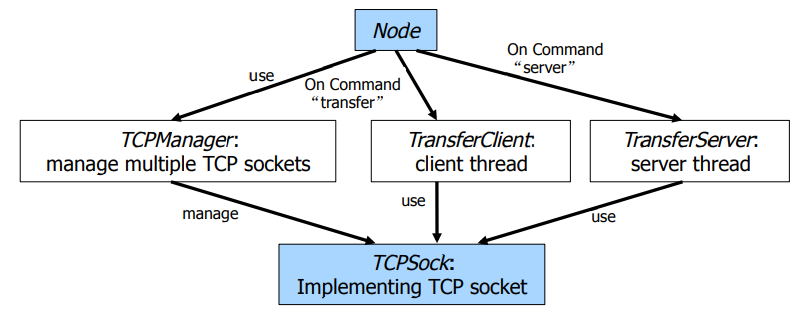 Node
use
On Command
“transfer”
On Command
“server”
TCPManager:
manage multiple TCP sockets
TransferClient:
client thread
TransferServer:
server thread
manage
use
use
TCPSock:
Implementing TCP socket